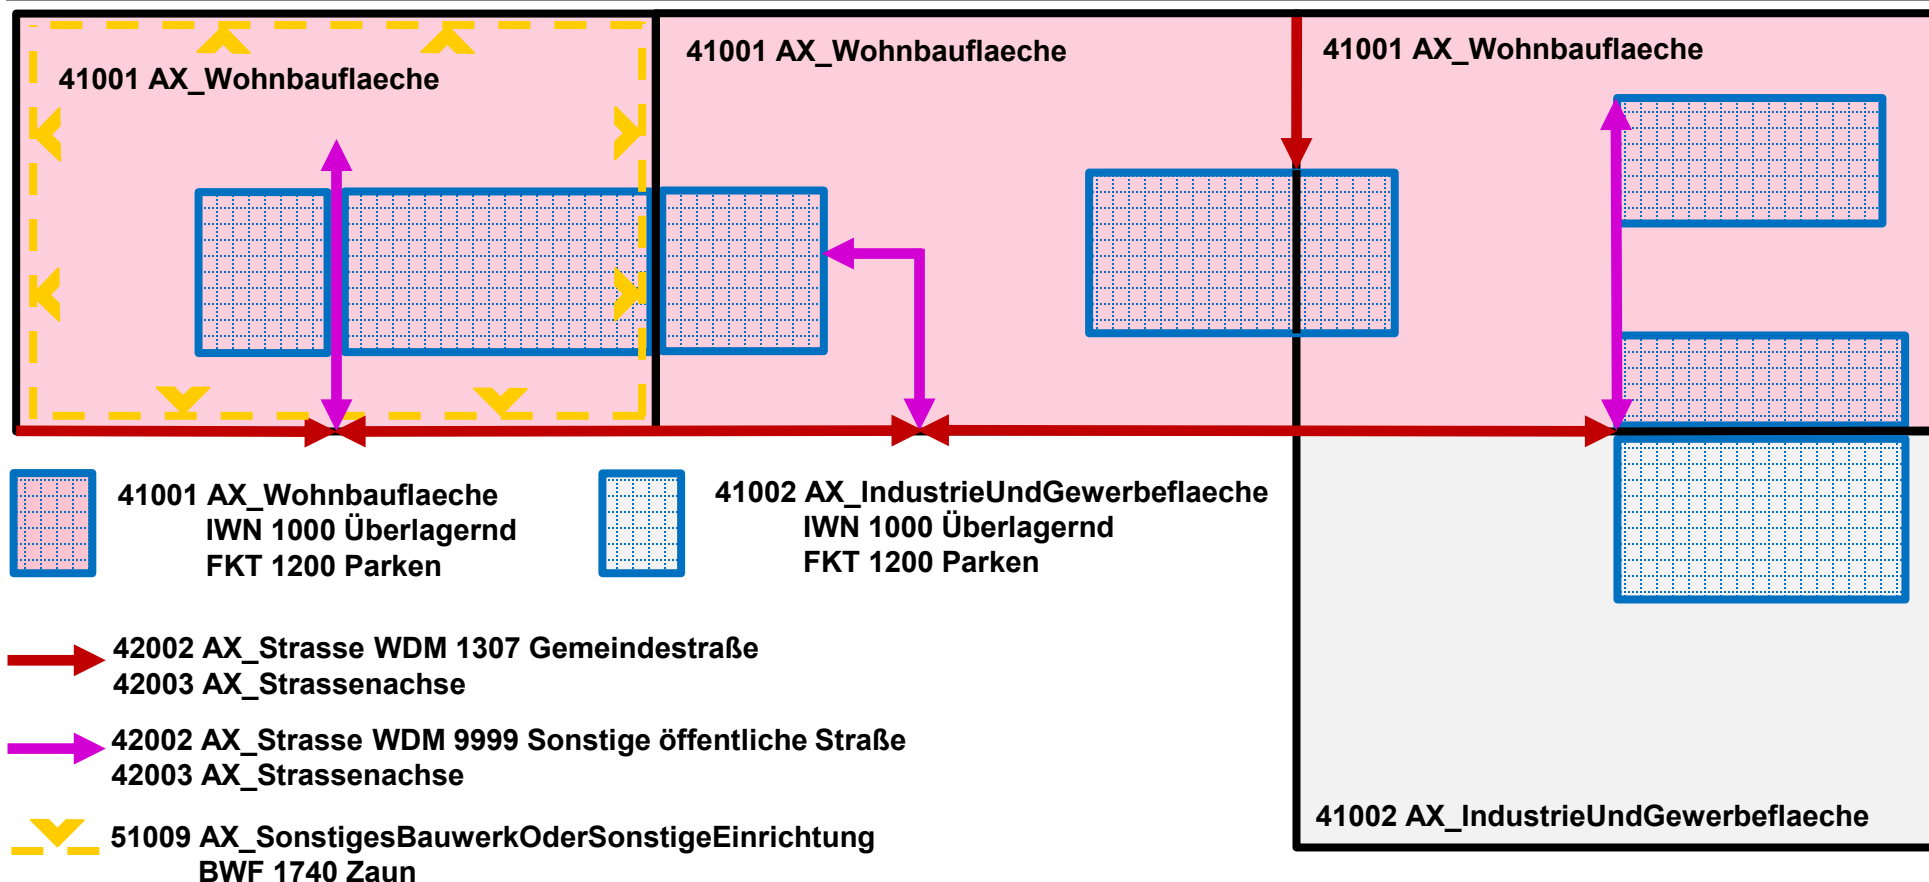 41001 AX_Wohnbauflaeche
41001 AX_Wohnbauflaeche
41001 AX_Wohnbauflaeche
41001 AX_Wohnbauflaeche
IWN 1000 Überlagernd
FKT 1200 Parken
41002 AX_IndustrieUndGewerbeflaeche
IWN 1000 Überlagernd
FKT 1200 Parken
42002 AX_Strasse WDM 1307 Gemeindestraße
42003 AX_Strassenachse
42002 AX_Strasse WDM 9999 Sonstige öffentliche Straße
42003 AX_Strassenachse
41002 AX_IndustrieUndGewerbeflaeche
51009 AX_SonstigesBauwerkOderSonstigeEinrichtung
BWF 1740 Zaun